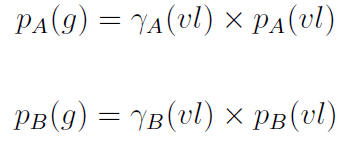 p_A(g) = γ_A(vl) × p_A(vl)
p_B(g) = γ_B(vl) × p_B(vl)